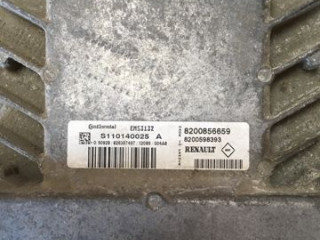 Continental EMS3132
S110140025 A
8200856659
8200598393
RENAULT